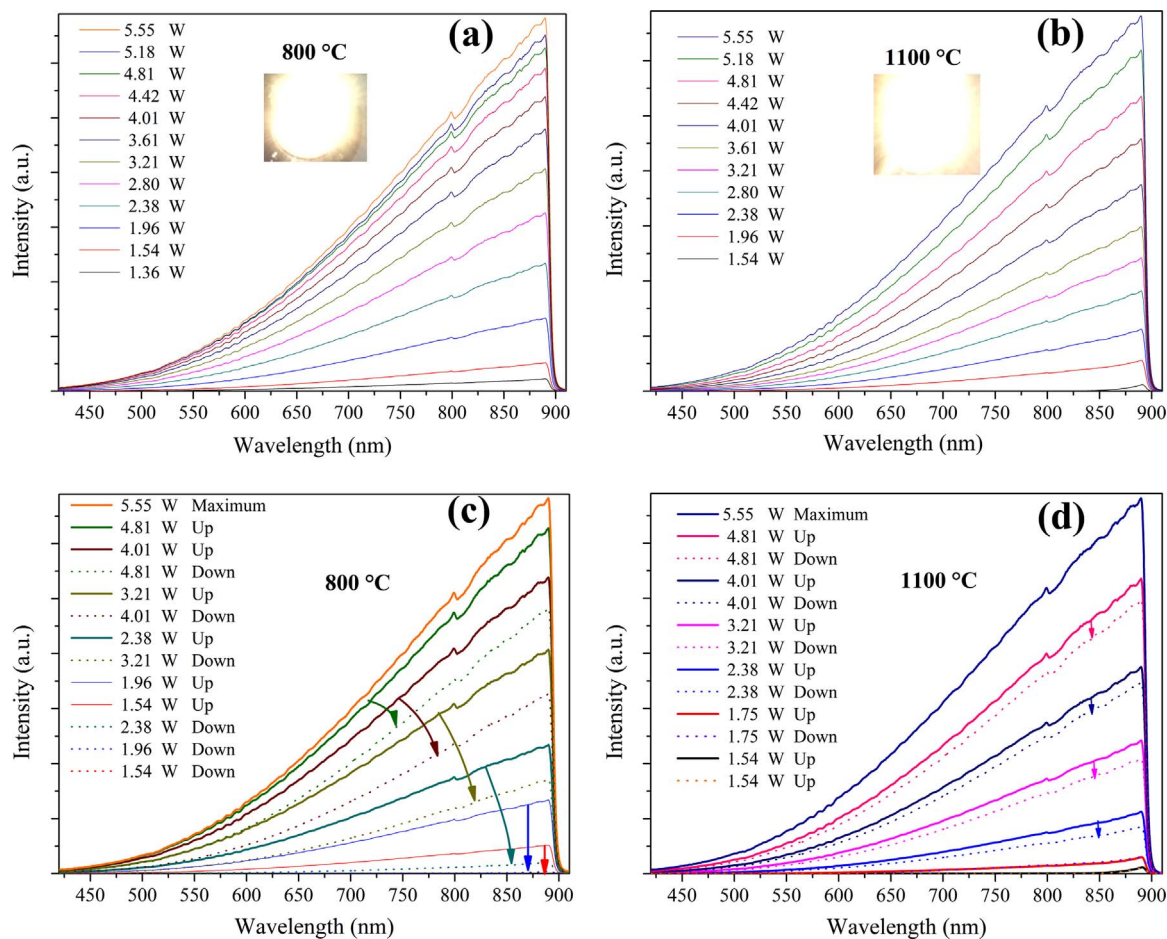 (a)
800 °C
5.55 W
5.18 W
4.81 W
4.42 W
4.01 W
3.61 W
3.21 W
2.80 W
2.38 W
1.96 W
1.54 W
1.36 W
Intensity (a.u.)
450 500 550 600 650 700 750 800 850 900
Wavelength (nm)
(b)
1100 °C
5.55 W
5.18 W
4.81 W
4.42 W
4.01 W
3.61 W
3.21 W
2.80 W
2.38 W
1.96 W
1.54 W
Intensity (a.u.)
450 500 550 600 650 700 750 800 850 900
Wavelength (nm)
(c)
800 °C
5.55 W Maximum
4.81 W Up
4.01 W Up
4.81 W Down
3.21 W Up
4.01 W Down
2.38 W Up
3.21 W Down
1.96 W Up
1.54 W Up
2.38 W Down
1.96 W Down
1.54 W Down
Intensity (a.u.)
450 500 550 600 650 700 750 800 850 900
Wavelength (nm)
(d)
1100 °C
5.55 W Maximum
4.81 W Up
4.81 W Down
4.01 W Up
4.01 W Down
3.21 W Up
3.21 W Down
2.38 W Up
2.38 W Down
1.75 W Up
1.75 W Down
1.54 W Up
1.54 W Up
Intensity (a.u.)
450 500 550 600 650 700 750 800 850 900
Wavelength (nm)